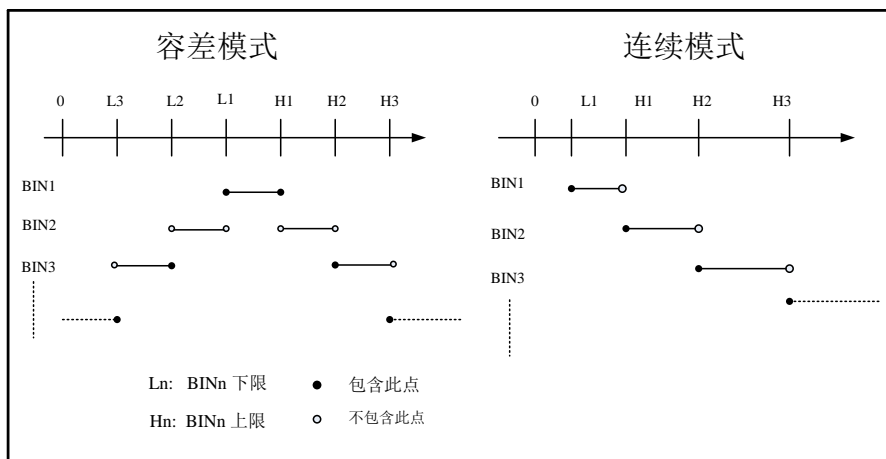 容差模式
0 L3 L2 L1 H1 H2 H3
BIN1
BIN2
BIN3
连续模式
0 L1 H1 H2 H3
BIN1
BIN2
BIN3
Ln: BINn 下限 包含此点
Hn: BINn 上限 不包含此点